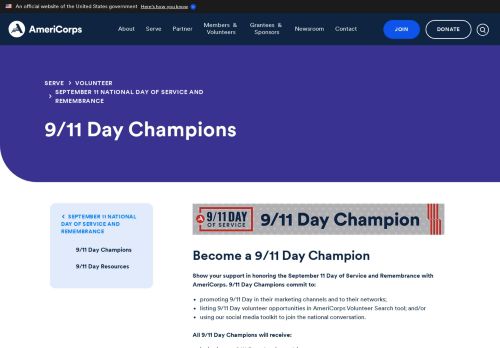 An official website of the United States government Here's how you know
AmeriCorps
About Serve Partner Members & Volunteers Grantees & Sponsors Newsroom Contact
JOIN
DONATE
SERVE > VOLUNTEER
> SEPTEMBER 11 NATIONAL DAY OF SERVICE AND
REMEMBRANCE
9/11 Day Champions
< SEPTEMBER 11 NATIONAL
DAY OF SERVICE AND
REMEMBRANCE
9/11 Day Champions
9/11 Day Resources
9/11 DAY
OF SERVICE
9/11 Day Champion
Become a 9/11 Day Champion
Show your support in honoring the September 11 Day of Service and Remembrance with
AmeriCorps. 9/11 Day Champions commit to:
• promoting 9/11 Day in their marketing channels and to their networks;
• listing 9/11 Day volunteer opportunities in AmeriCorps Volunteer Search tool; and/or
• using our social media toolkit to join the national conversation.
All 9/11 Day Champions will receive: